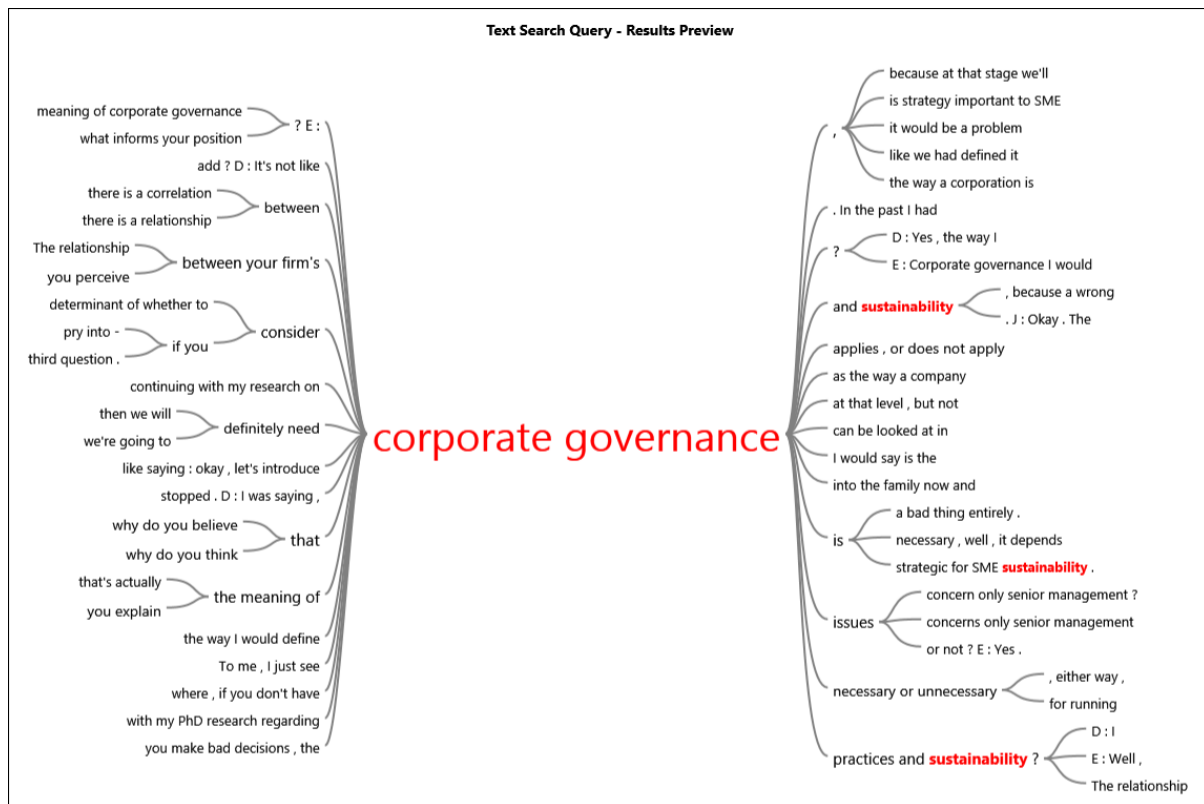 Text Search Query - Results Preview
meaning of corporate governance
what informs your position
? E :
add ? D : It's not like
there is a correlation
there is a relationship
between
The relationship
you perceive
between your firm's
determinant of whether to
pry into -
third question .
if you
consider
continuing with my research on
then we will
we're going to
definitely need
like saying : okay , let's introduce
stopped . D : I was saying ,
why do you believe
why do you think
that
that's actually
you explain
the meaning of
the way I would define
To me , I just see
where , if you don't have
with my PhD research regarding
you make bad decisions , the
corporate governance
,
because at that stage we'll
is strategy important to SME
it would be a problem
like we had defined it
the way a corporation is
. In the past I had
?
D : Yes , the way I
E : Corporate governance I would
and sustainability
, because a wrong
. J : Okay . The
applies , or does not apply
as the way a company
at that level , but not
can be looked at in
I would say is the
into the family now and
is
a bad thing entirely .
necessary , well , it depends
strategic for SME sustainability .
issues
concern only senior management ?
concerns only senior management
or not ? E : Yes .
necessary or unnecessary
, either way ,
for running
practices and sustainability ?
D : I
E : Well ,
The relationship